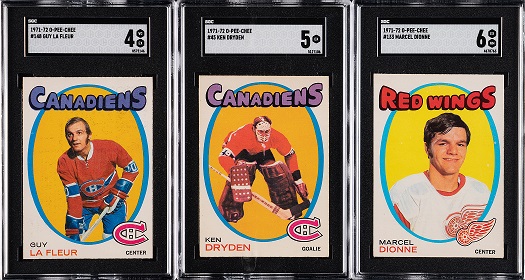 SGC
1971-72 O-PEE-CHEE
#148 GUY LA FLEUR
4
CANADIENS
GUY
LA FLEUR
CENTER
SGC
1971-72 O-PEE-CHEE
#45 KEN DRYDEN
5
CANADIENS
KEN
DRYDEN
GOALIE
SGC
1971-72 O-PEE-CHEE
#133 MARCEL DIONNE
6
RED WINGS
MARCEL
DIONNE
CENTER